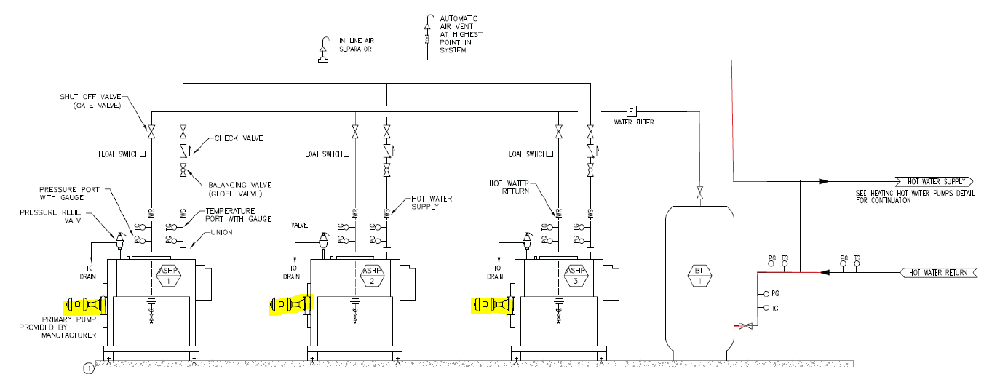 AUTOMATIC
AIR VENT
AT HIGHEST
POINT IN
SYSTEM
IN-LINE AIR-
SEPARATOR
SHUT OFF VALVE
(GATE VALVE)
F
WATER FILTER
CHECK VALVE
FLOAT SWITCH
FLOAT SWITCH
FLOAT SWITCH
BALANCING VALVE
(GLOBE VALVE)
HOT WATER
RETURN
HOT WATER SUPPLY
SEE HEATING HOT WATER PUMPS DETAIL
FOR CONTINUATION
PRESSURE PORT
WITH GAUGE
HOT WATER
SUPPLY
PRESSURE RELIEF
VALVE
HWR
HWS
TEMPERATURE
PORT WITH GAUGE
VALVE
HWS
HWR
HWS
TG
TG
TG
TG
TG
TG
UNION
PG
PG
PG
PG
PG
PG
TO
DRAIN
TO
DRAIN
TO
DRAIN
ASHP
1
ASHP
2
ASHP
3
BT
1
PG
TG
PG
TG
HOT WATER RETURN
PG
TG
PRIMARY PUMP
PROVIDED BY
MANUFACTURER
1